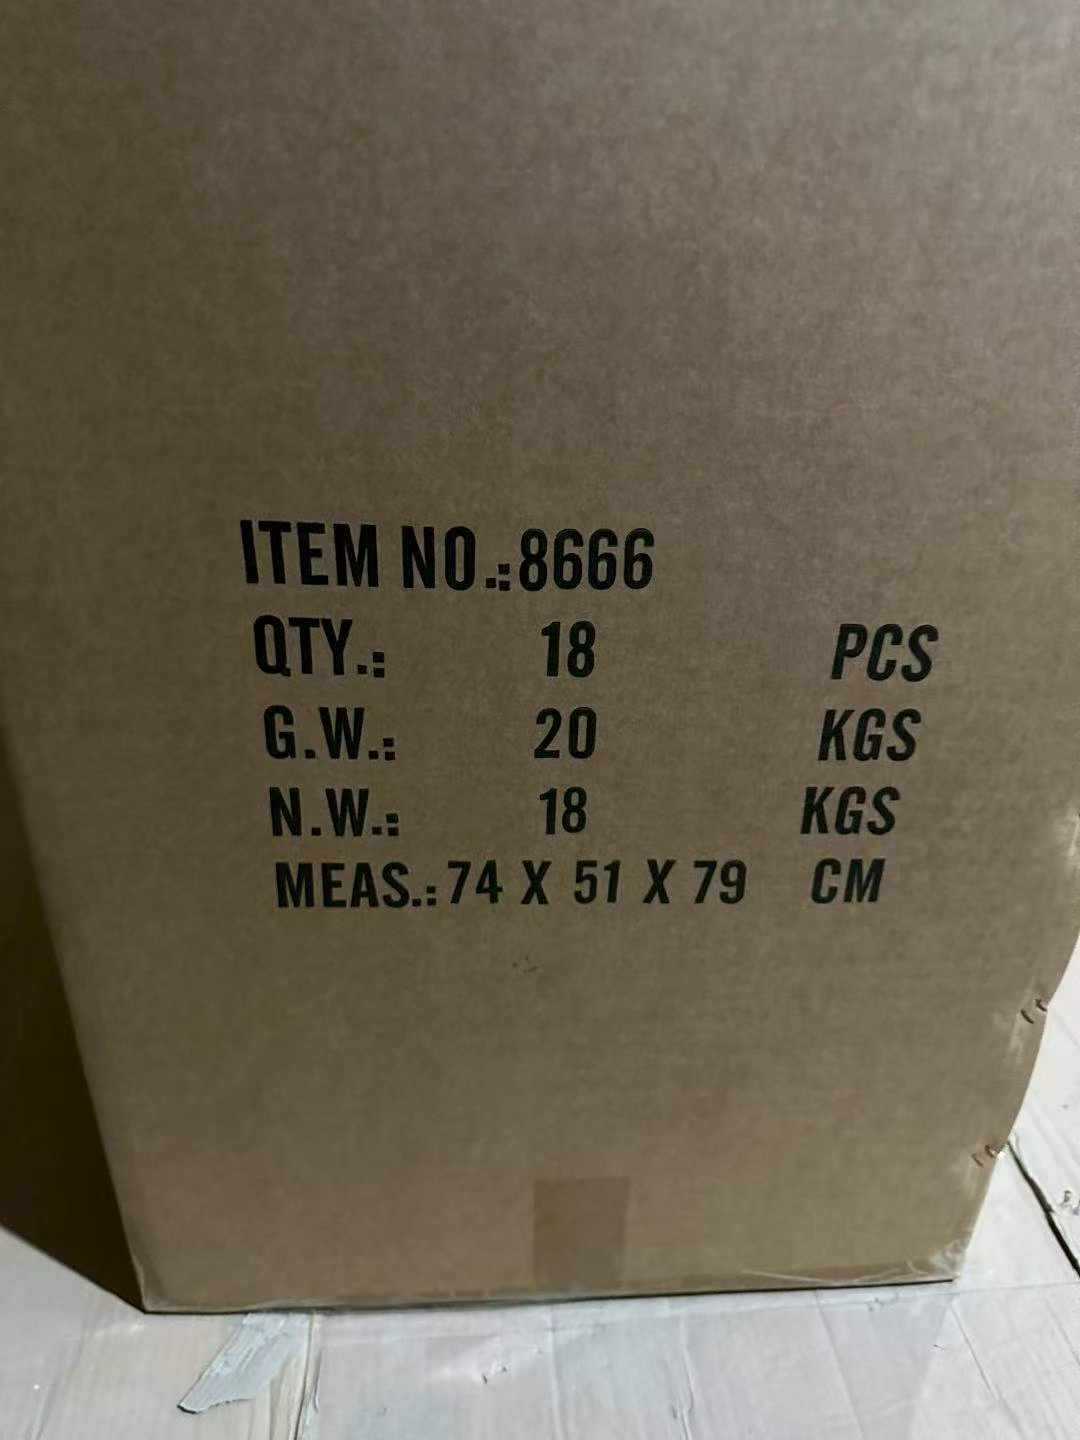 ITEM NO.:8666
QTY.: 18 PCS
G.W.: 20 KGS
N.W.: 18 KGS
MEAS.: 74 X 51 X 79 CM